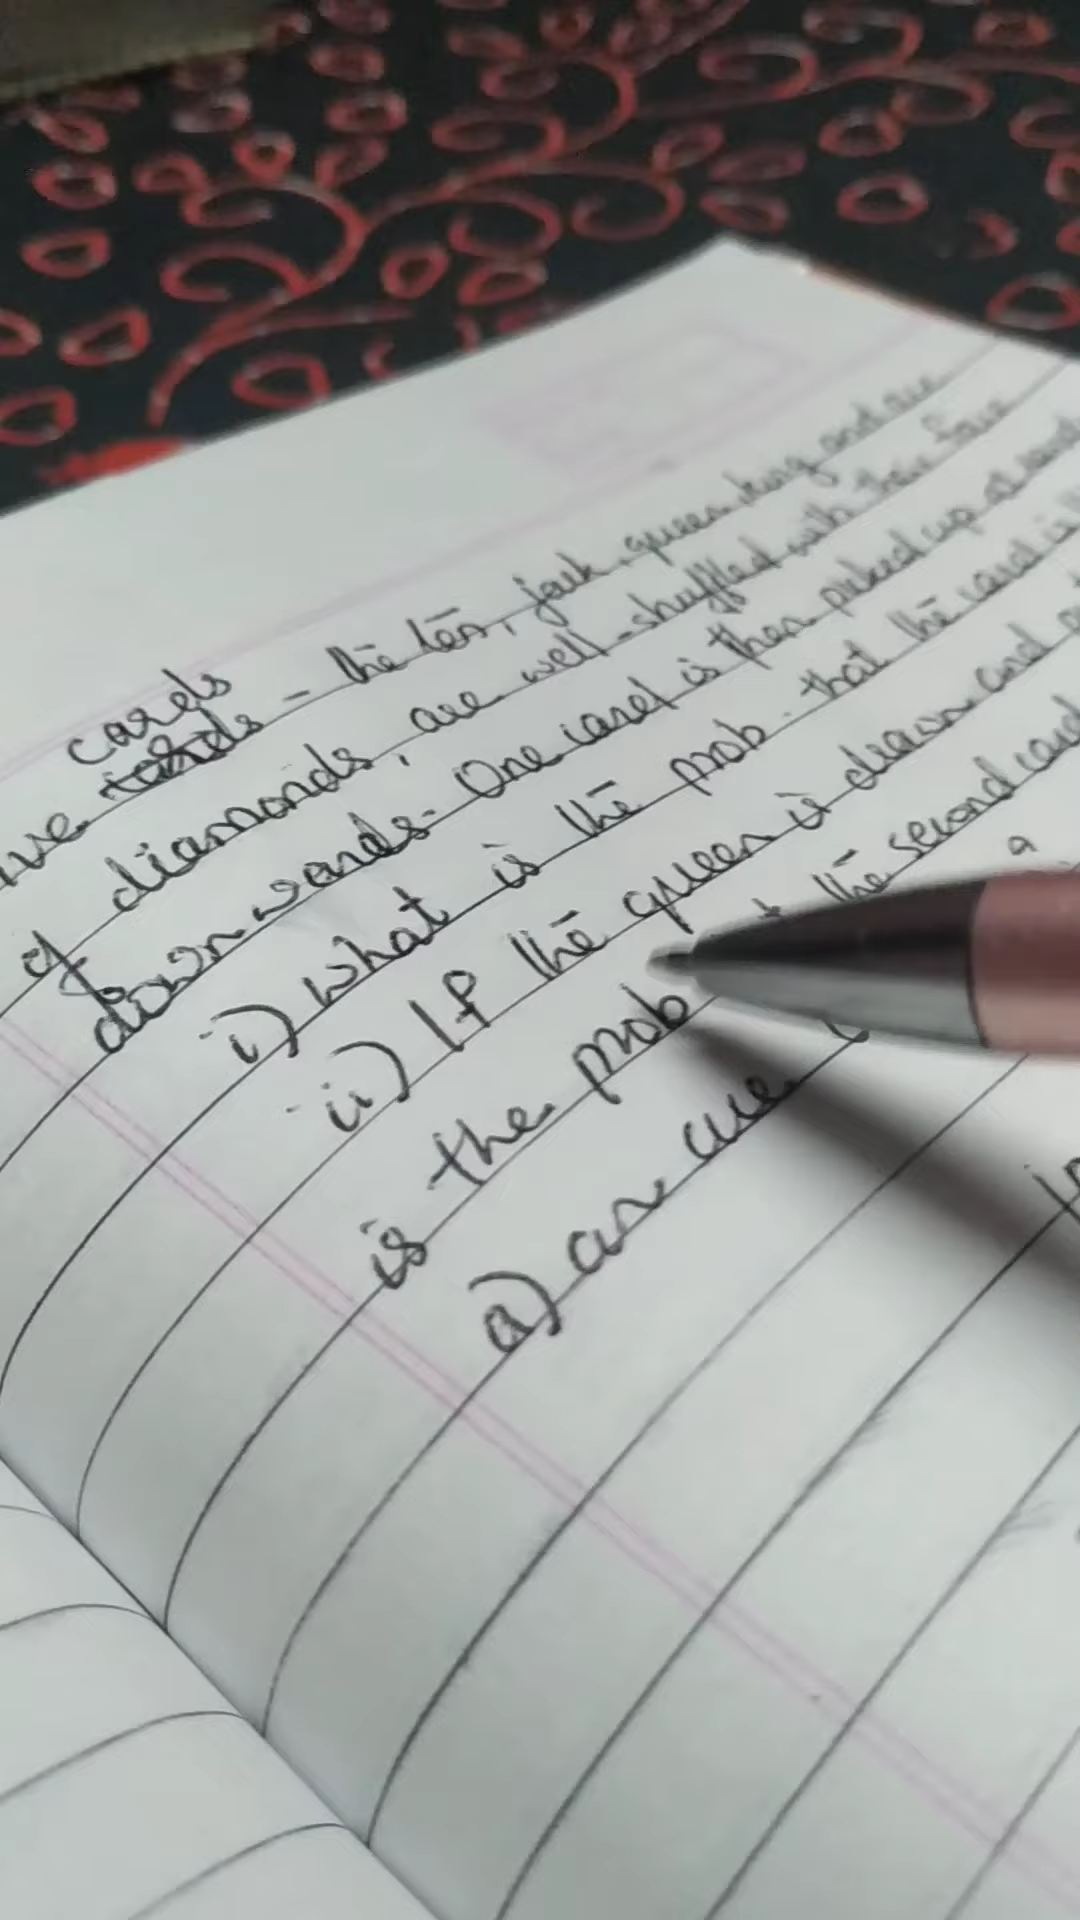 cards
- the ten, jack, queen, king and ace
of diamonds, are well-shuffled with their face
downwards. One card is then picked up at
i) what is the prob. that the card is
ii) If the queen is drawn and
is the prob the second card
a) an ace a